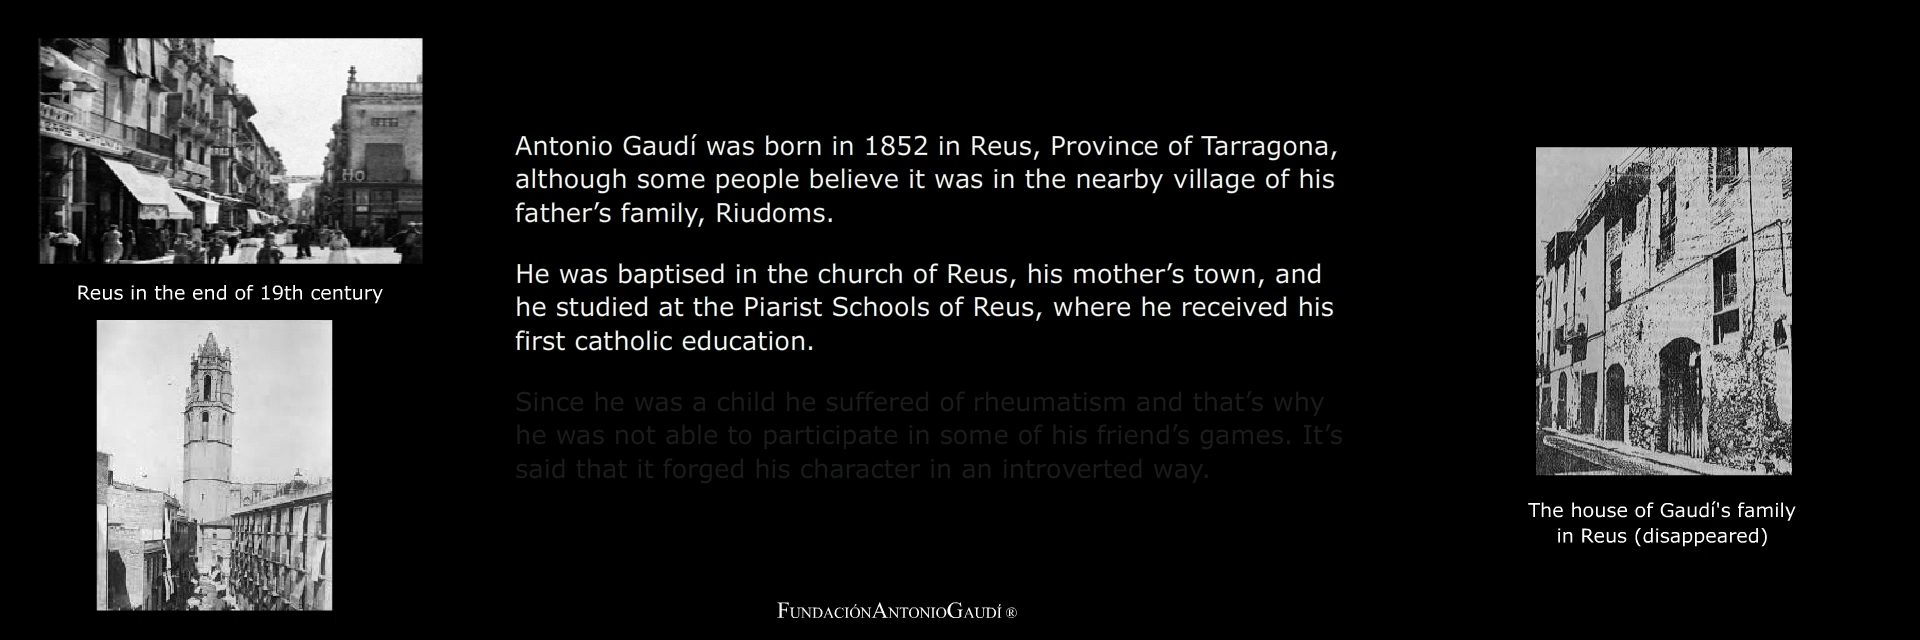 HO
Reus in the end of 19th century
Antonio Gaudí was born in 1852 in Reus, Province of Tarragona,
although some people believe it was in the nearby village of his
father’s family, Riudoms.
He was baptised in the church of Reus, his mother’s town, and
he studied at the Piarist Schools of Reus, where he received his
first catholic education.
Since he was a child he suffered of rheumatism and that’s why
he was not able to participate in some of his friend’s games. It’s
said that it forged his character in an introverted way.
The house of Gaudí's family
in Reus (disappeared)
FUNDACIÓNANTONIOGAUDÍ ®